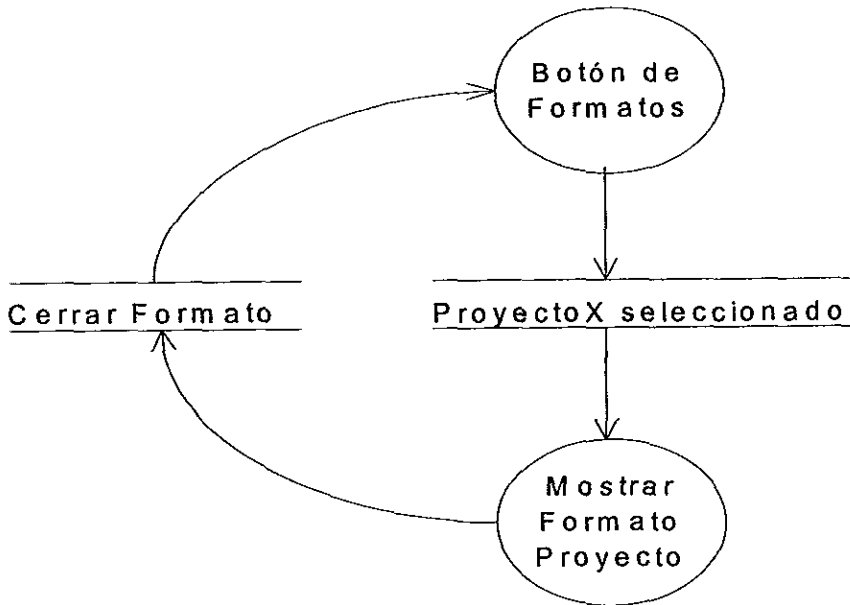 Botón de
Formatos
Cerrar Formato
ProyectoX seleccionado
Mostrar
Formato
Proyecto